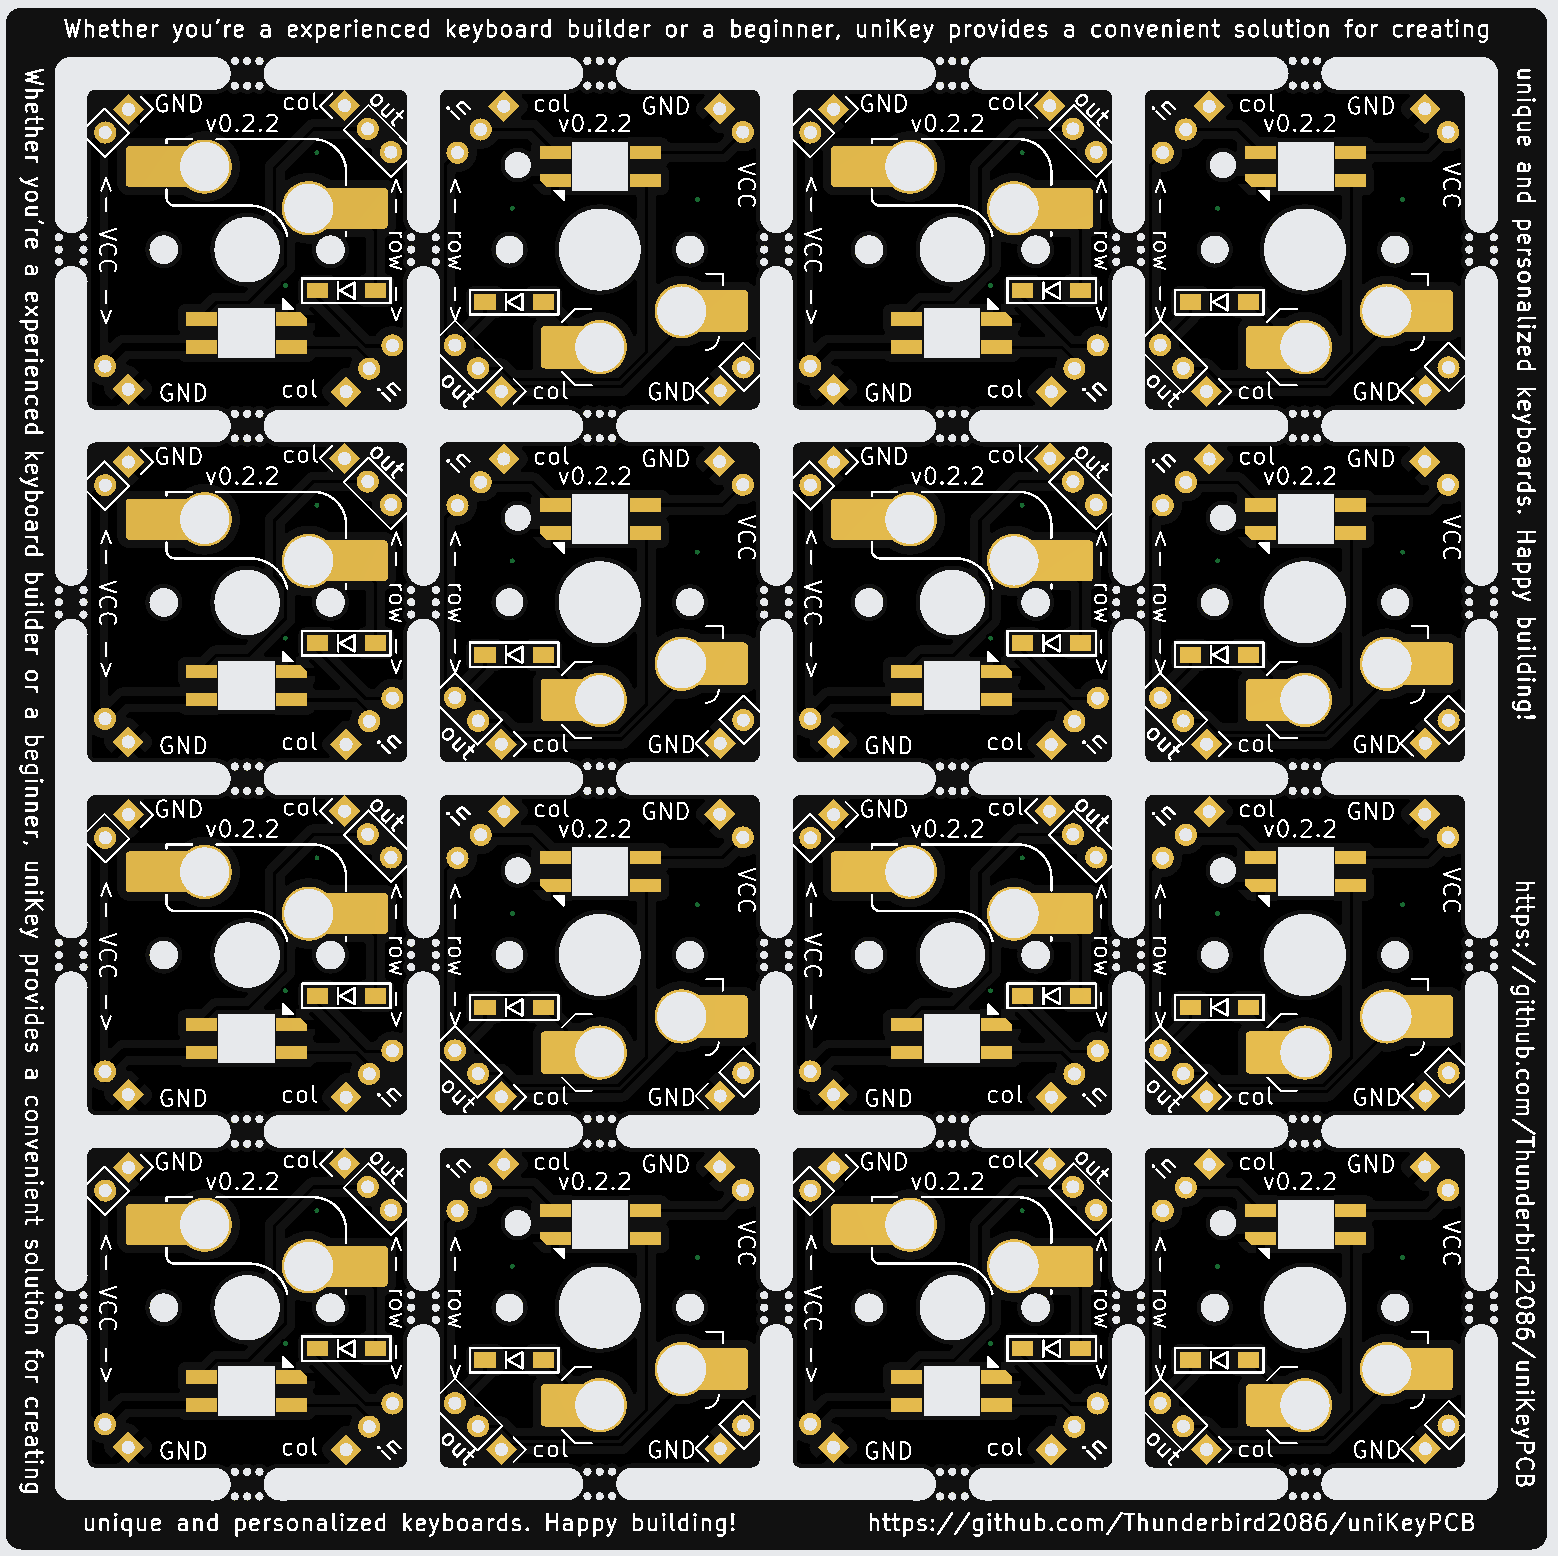 Whether you're a experienced keyboard builder or a beginner, uniKey provides a convenient solution for creating
Whether you're a experienced keyboard builder or a beginner, uniKey provides a convenient solution for creating
unique and personalized keyboards. Happy building!
https://github.com/Thunderbird2086/uniKeyPCB
GND
col
out
v0.2.2
<— VCC —>
<— row —>
GND
col
in
in
col
GND
v0.2.2
VCC
<— row —>
out
col
GND
GND
col
out
v0.2.2
<— VCC —>
<— row —>
GND
col
in
in
col
GND
v0.2.2
VCC
<— row —>
out
col
GND
GND
col
out
v0.2.2
<— VCC —>
<— row —>
GND
col
in
in
col
GND
v0.2.2
VCC
<— row —>
out
col
GND
GND
col
out
v0.2.2
<— VCC —>
<— row —>
GND
col
in
in
col
GND
v0.2.2
VCC
<— row —>
out
col
GND
GND
col
out
v0.2.2
<— VCC —>
<— row —>
GND
col
in
in
col
GND
v0.2.2
VCC
<— row —>
out
col
GND
GND
col
out
v0.2.2
<— VCC —>
<— row —>
GND
col
in
in
col
GND
v0.2.2
VCC
<— row —>
out
col
GND
GND
col
out
v0.2.2
<— VCC —>
<— row —>
GND
col
in
in
col
GND
v0.2.2
VCC
<— row —>
out
col
GND
GND
col
out
v0.2.2
<— VCC —>
<— row —>
GND
col
in
in
col
GND
v0.2.2
VCC
<— row —>
out
col
GND
unique and personalized keyboards. Happy building!
https://github.com/Thunderbird2086/uniKeyPCB